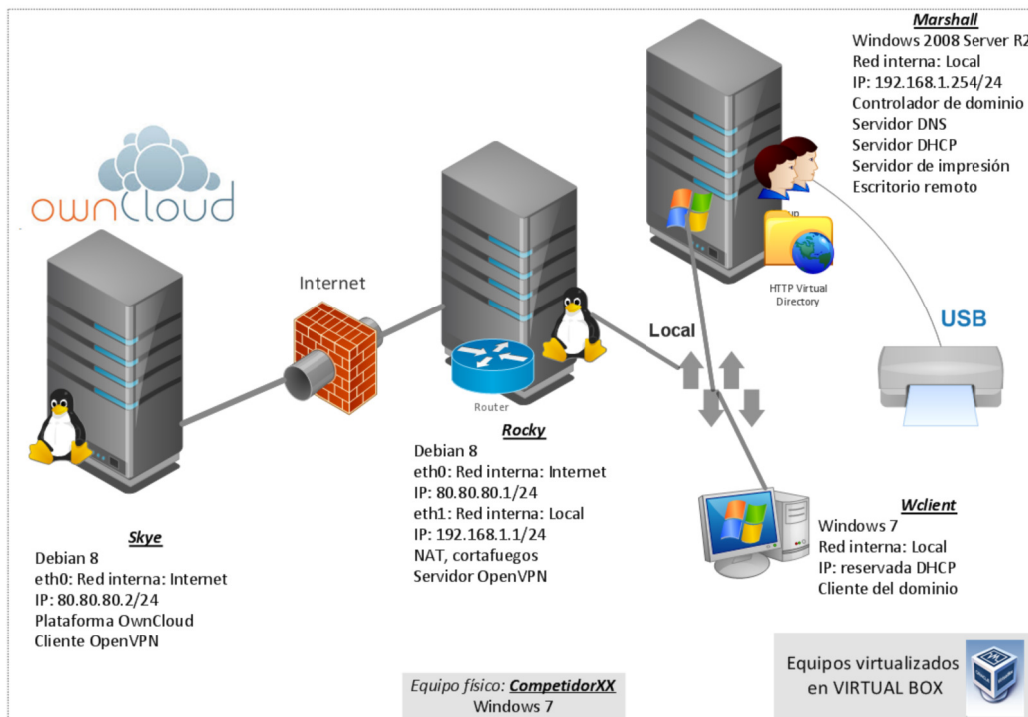 ownCloud
Internet
Skye
Debian 8
eth0: Red interna: Internet
IP: 80.80.80.2/24
Plataforma OwnCloud
Cliente OpenVPN
Router
Rocky
Debian 8
eth0: Red interna: Internet
IP: 80.80.80.1/24
eth1: Red interna: Local
IP: 192.168.1.1/24
NAT, cortafuegos
Servidor OpenVPN
Local
Marshall
Windows 2008 Server R2
Red interna: Local
IP: 192.168.1.254/24
Controlador de dominio
Servidor DNS
Servidor DHCP
Servidor de impresión
Escritorio remoto
HTTP Virtual
Directory
USB
Wclient
Windows 7
Red interna: Local
IP: reservada DHCP
Cliente del dominio
Equipo físico: CompetidorXX
Windows 7
Equipos virtualizados
en VIRTUAL BOX